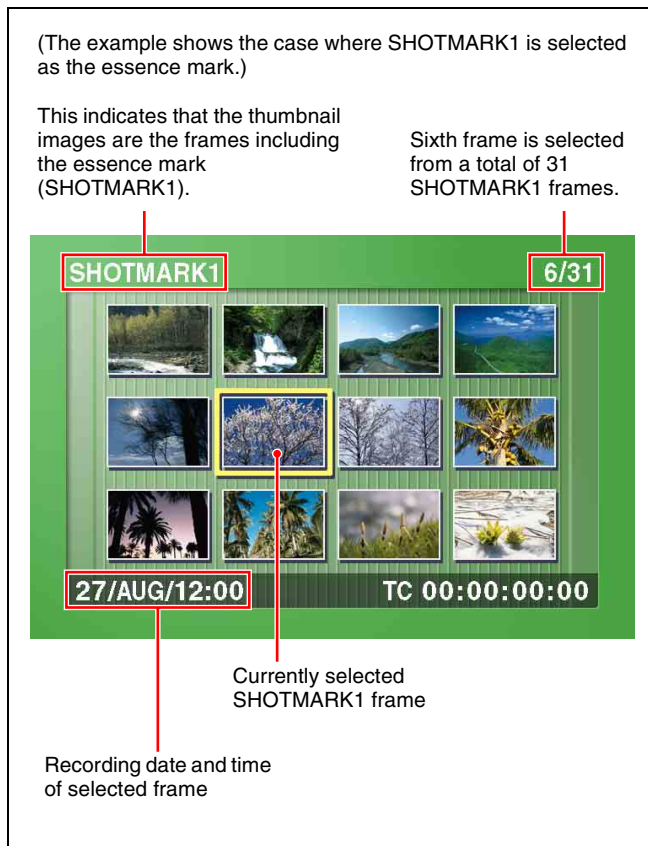 (The example shows the case where SHOTMARK1 is selected
as the essence mark.)
This indicates that the thumbnail
images are the frames including
the essence mark
(SHOTMARK1).
Sixth frame is selected
from a total of 31
SHOTMARK1 frames.
SHOTMARK1
6/31
27/AUG/12:00
TC 00:00:00:00
Currently selected
SHOTMARK1 frame
Recording date and time
of selected frame